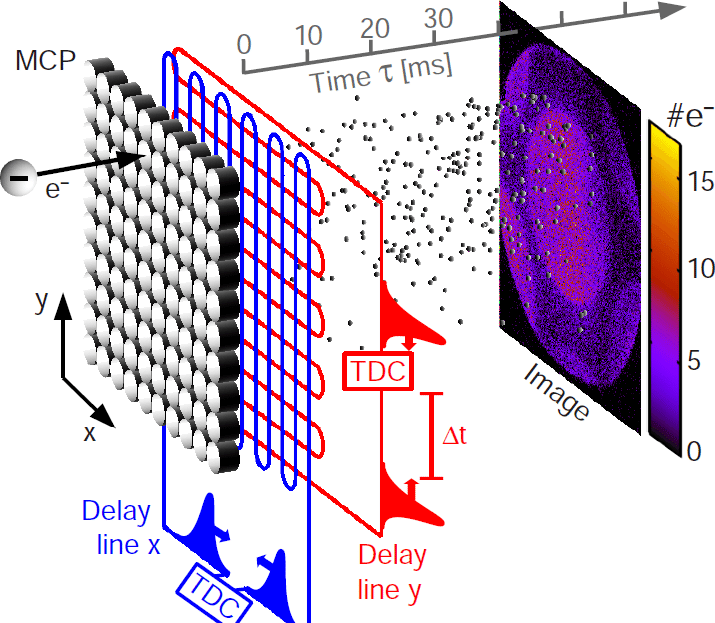 MCP
0
10
20
30
Time τ [ms]
#e⁻
15
10
5
0
−
e⁻
y
x
TDC
Δt
Image
Delay
line x
TDC
Delay
line y